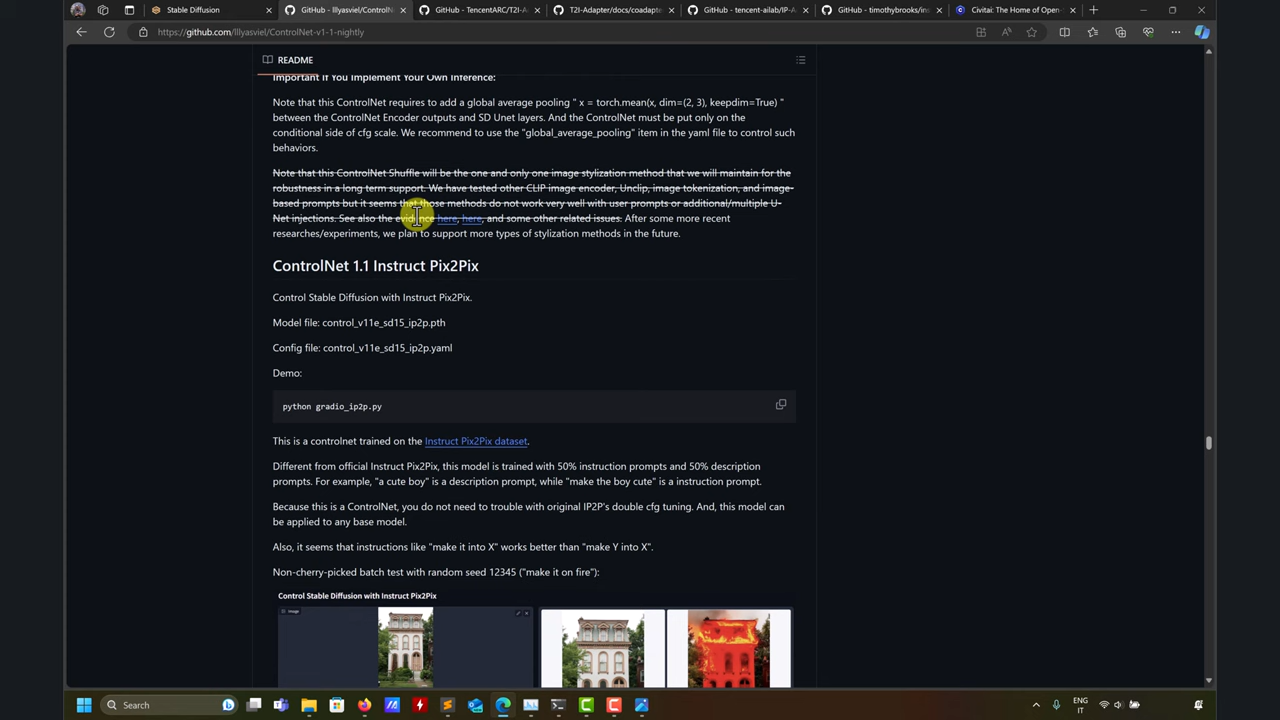 Stable Diffusion
GitHub - lllyasviel/ControlN
GitHub - TencentARC/T2I-A
T2I-Adapter/docs/coadapte
GitHub - tencent-ailab/IP-A
GitHub - timothybrooks/ins
Civitai: The Home of Open-
https://github.com/lllyasviel/ControlNet-v1-1-nightly
README
Important If You Implement Your Own Inference:
Note that this ControlNet requires to add a global average pooling " x = torch.mean(x, dim=(2, 3), keepdim=True) "
between the ControlNet Encoder outputs and SD Unet layers. And the ControlNet must be put only on the
conditional side of cfg scale. We recommend to use the "global_average_pooling" item in the yaml file to control such
behaviors.
Note that this ControlNet Shuffle will be the one and only one image stylization method that we will maintain for the
robustness in a long term support. We have tested other CLIP image encoder, Unclip, image tokenization, and image-
based prompts but it seems that those methods do not work very well with user prompts or additional/multiple U-
Net injections. See also the evidence here, here, and some other related issues. After some more recent
researches/experiments, we plan to support more types of stylization methods in the future.
ControlNet 1.1 Instruct Pix2Pix
Control Stable Diffusion with Instruct Pix2Pix.
Model file: control_v11e_sd15_ip2p.pth
Config file: control_v11e_sd15_ip2p.yaml
Demo:
python gradio_ip2p.py
This is a controlnet trained on the Instruct Pix2Pix dataset.
Different from official Instruct Pix2Pix, this model is trained with 50% instruction prompts and 50% description
prompts. For example, "a cute boy" is a description prompt, while "make the boy cute" is a instruction prompt.
Because this is a ControlNet, you do not need to trouble with original IP2P's double cfg tuning. And, this model can
be applied to any base model.
Also, it seems that instructions like "make it into X" works better than "make Y into X".
Non-cherry-picked batch test with random seed 12345 ("make it on fire"):
Control Stable Diffusion with Instruct Pix2Pix
Image
Search
ENG
IT